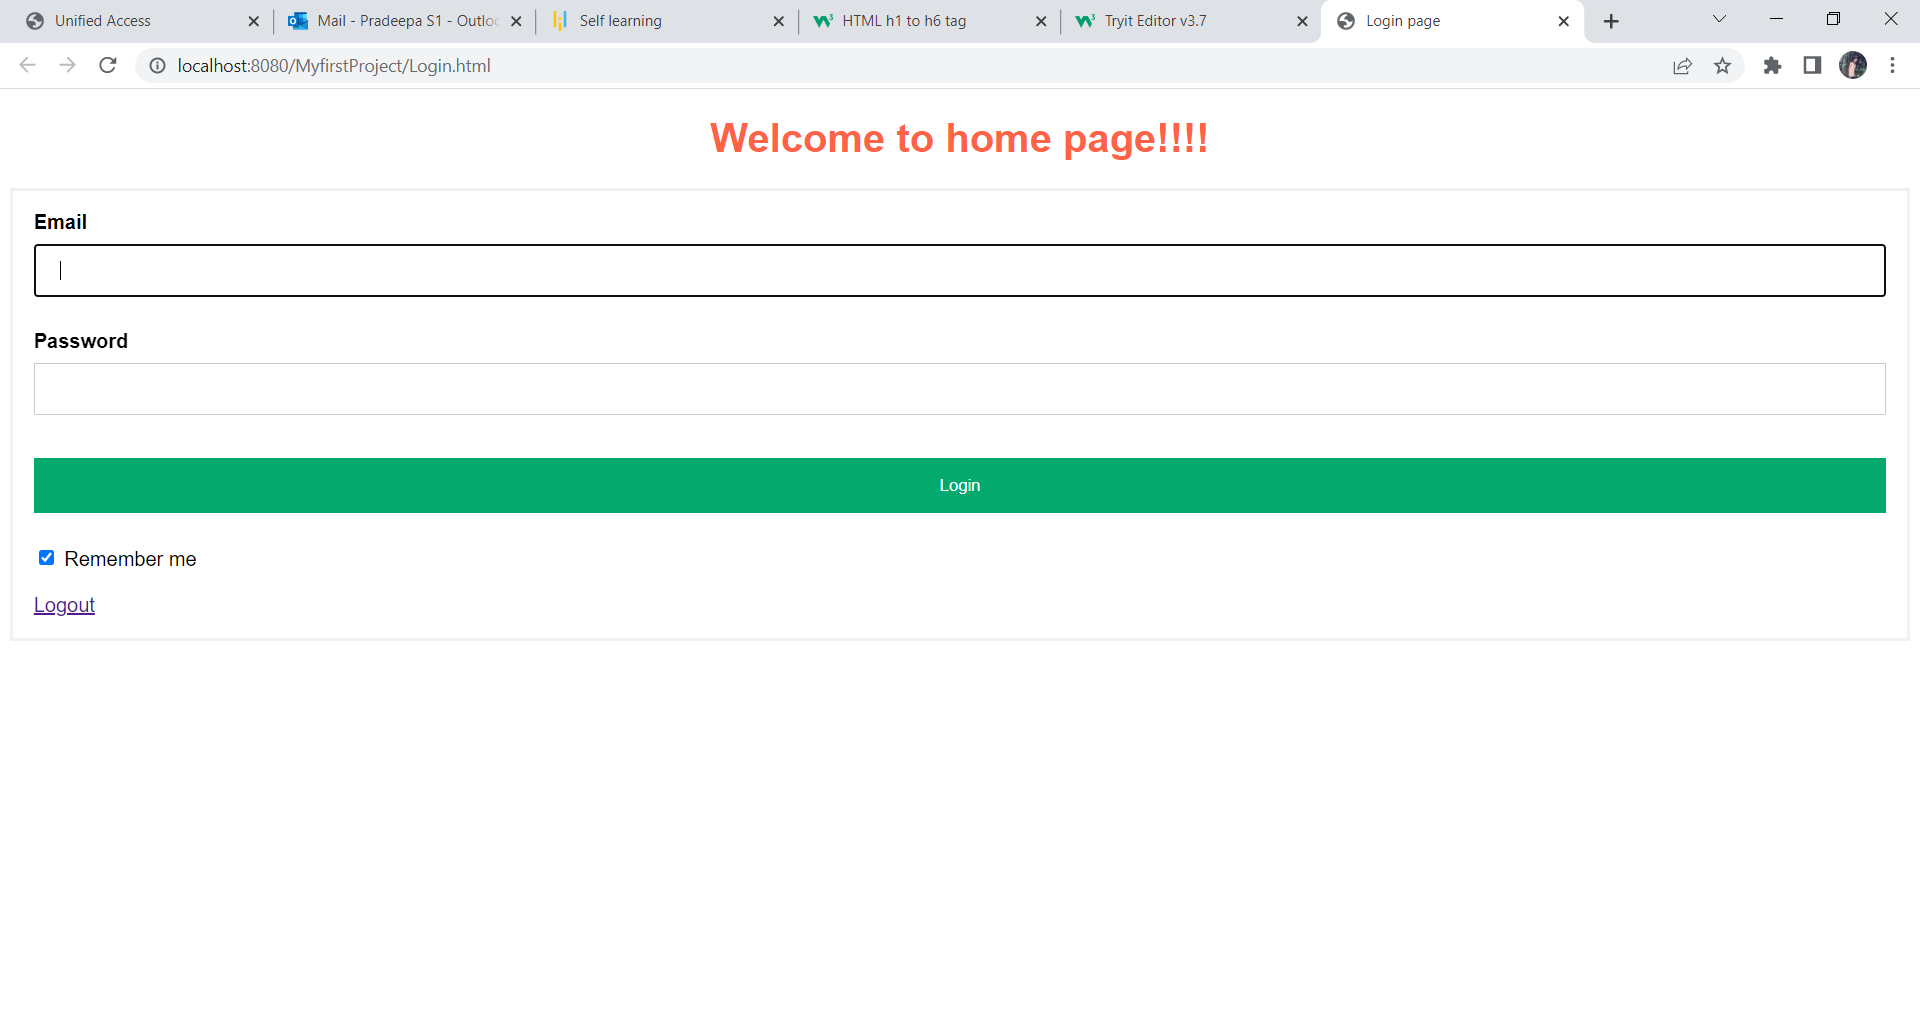 Unified Access
Mail - Pradeepa S1 - Outloo
Self learning
HTML h1 to h6 tag
Tryit Editor v3.7
Login page
localhost:8080/MyfirstProject/Login.html
Welcome to home page!!!!
Email
Password
Login
Remember me
Logout